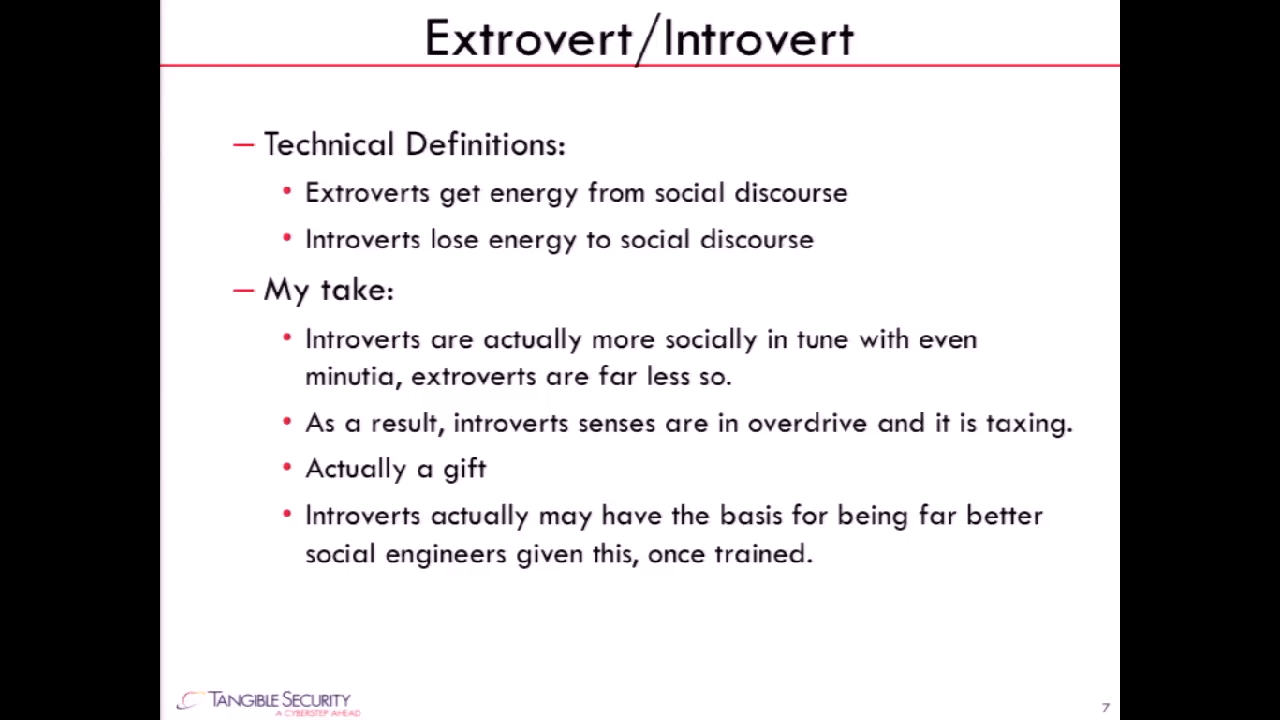 Extrovert/Introvert
– Technical Definitions:
• Extroverts get energy from social discourse
• Introverts lose energy to social discourse
– My take:
• Introverts are actually more socially in tune with even
minutia, extroverts are far less so.
• As a result, introverts senses are in overdrive and it is taxing.
• Actually a gift
• Introverts actually may have the basis for being far better
social engineers given this, once trained.
TANGIBLE SECURITY
A CYBERSTEP AHEAD
7